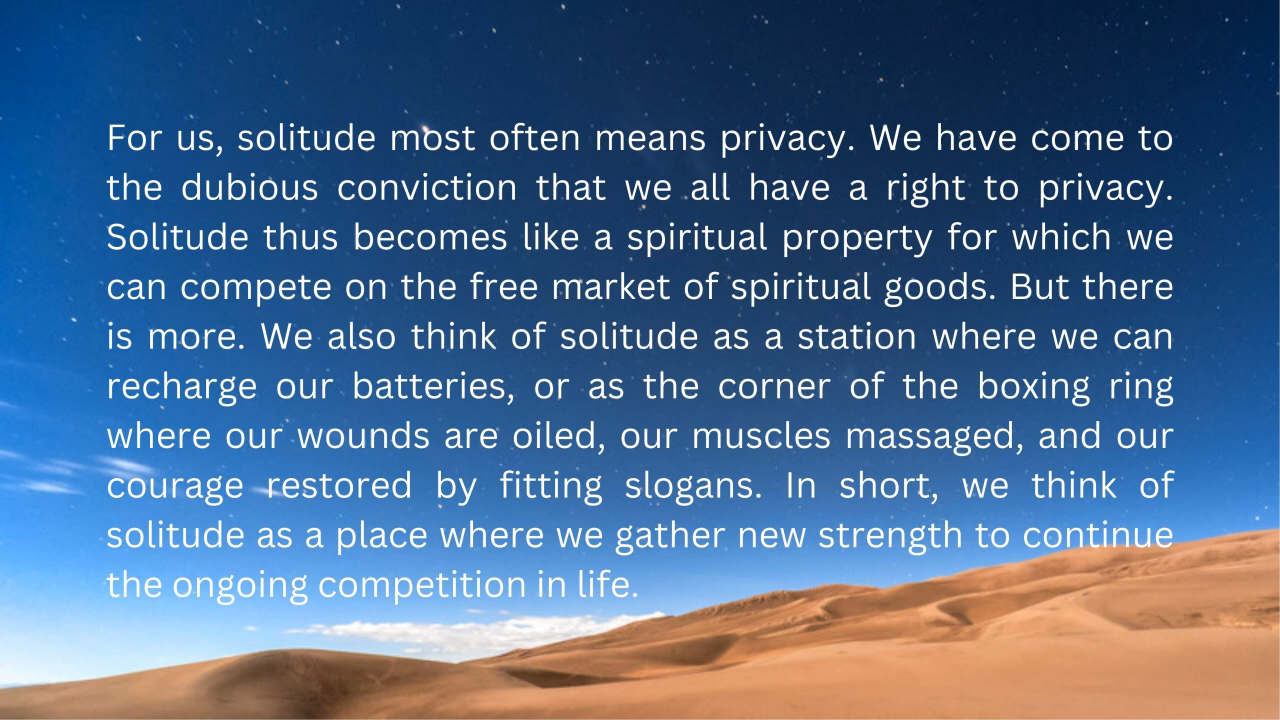 For us, solitude most often means privacy. We have come to
the dubious conviction that we all have a right to privacy.
Solitude thus becomes like a spiritual property for which we
can compete on the free market of spiritual goods. But there
is more. We also think of solitude as a station where we can
recharge our batteries, or as the corner of the boxing ring
where our wounds are oiled, our muscles massaged, and our
courage restored by fitting slogans. In short, we think of
solitude as a place where we gather new strength to continue
the ongoing competition in life.